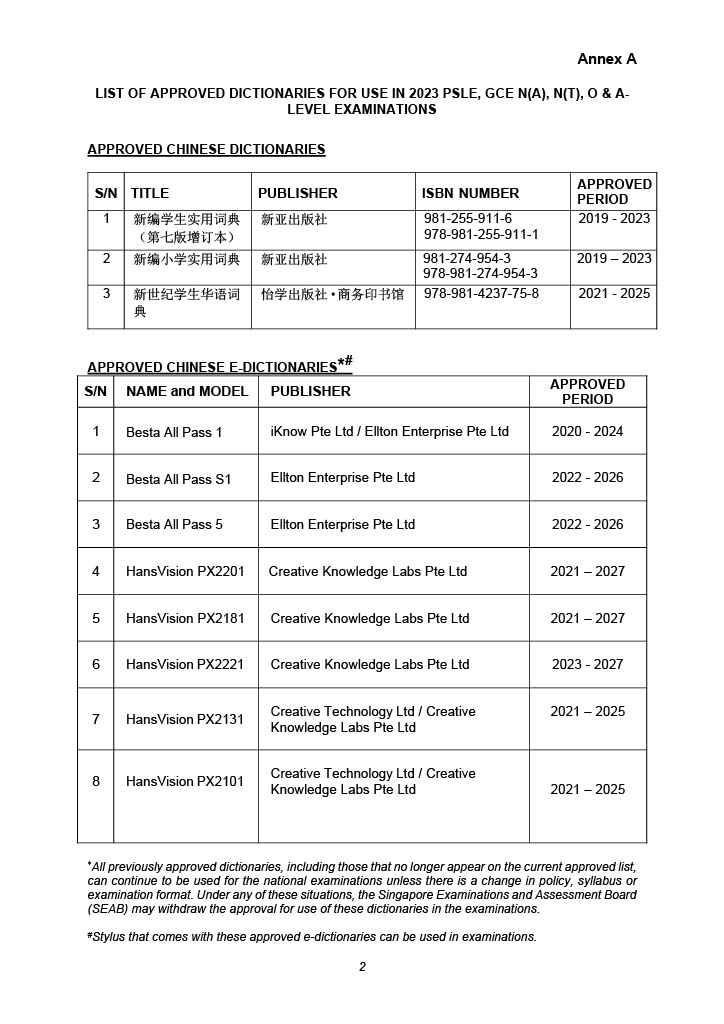 Annex A
LIST OF APPROVED DICTIONARIES FOR USE IN 2023 PSLE, GCE N(A), N(T), O & A-
LEVEL EXAMINATIONS
APPROVED CHINESE DICTIONARIES
S/N TITLE PUBLISHER ISBN NUMBER APPROVED PERIOD
1 新编学生实用词典 新亚出版社 981-255-911-6 2019 - 2023
（第七版增订本） 978-981-255-911-1
2 新编小学实用词典 新亚出版社 981-274-954-3 2019 – 2023
978-981-274-954-3
3 新世纪学生华语词 怡学出版社•商务印书馆 978-981-4237-75-8 2021 - 2025
典
APPROVED CHINESE E-DICTIONARIES*#
S/N NAME and MODEL PUBLISHER APPROVED PERIOD
1 Besta All Pass 1 iKnow Pte Ltd / Ellton Enterprise Pte Ltd 2020 - 2024
2 Besta All Pass S1 Ellton Enterprise Pte Ltd 2022 - 2026
3 Besta All Pass 5 Ellton Enterprise Pte Ltd 2022 - 2026
4 HansVision PX2201 Creative Knowledge Labs Pte Ltd 2021 – 2027
5 HansVision PX2181 Creative Knowledge Labs Pte Ltd 2021 – 2027
6 HansVision PX2221 Creative Knowledge Labs Pte Ltd 2023 - 2027
7 HansVision PX2131 Creative Technology Ltd / Creative 2021 – 2025
Knowledge Labs Pte Ltd
8 HansVision PX2101 Creative Technology Ltd / Creative 2021 – 2025
Knowledge Labs Pte Ltd
*All previously approved dictionaries, including those that no longer appear on the current approved list,
can continue to be used for the national examinations unless there is a change in policy, syllabus or
examination format. Under any of these situations, the Singapore Examinations and Assessment Board
(SEAB) may withdraw the approval for use of these dictionaries in the examinations.
#Stylus that comes with these approved e-dictionaries can be used in examinations.
2